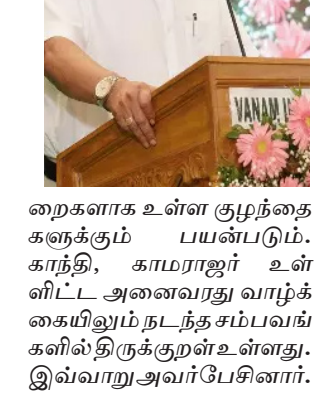 VANAM
றைகளாக உள்ள குழந்தை
களுக்கும் பயன்படும்.
காந்தி, காமராஜர் உள்
ளிட்ட அனைவரது வாழ்க்
கையிலும் நடந்த சம்பவங்
களில் திருக்குறள் உள்ளது.
இவ்வாறு அவர் பேசினார்.